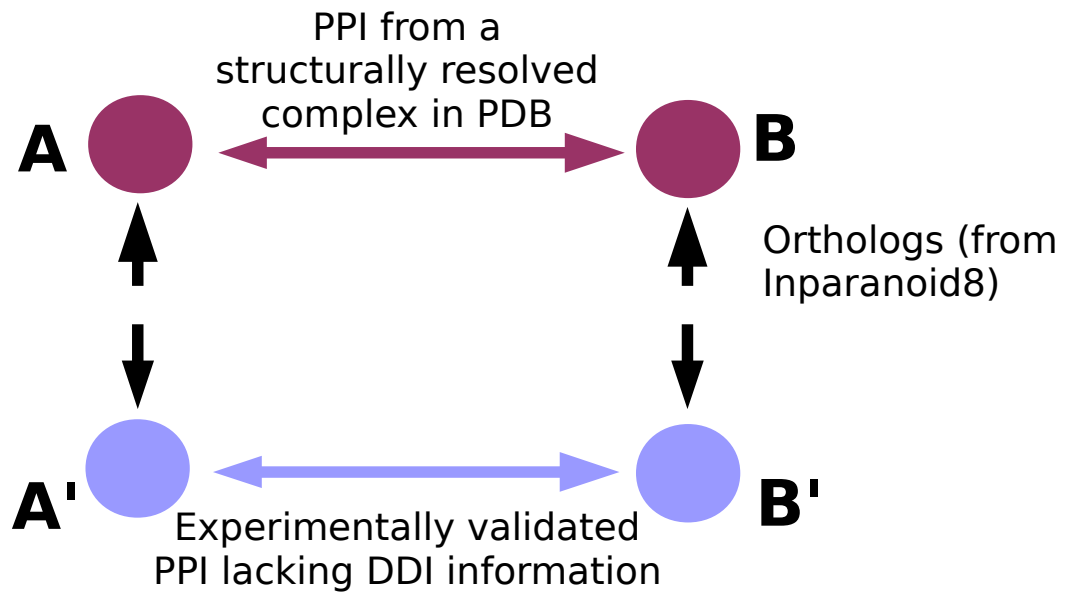 PPI from a
structurally resolved
complex in PDB
A
B
Orthologs (from
Inparanoid8)
A'
B'
Experimentally validated
PPI lacking DDI information